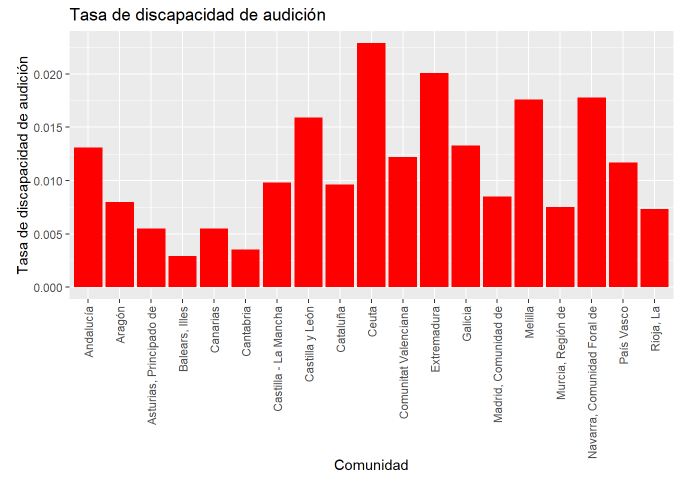 Tasa de discapacidad de audición
Tasa de discapacidad de audición
0.020
0.015
0.010
0.005
0.000
Andalucía
Aragón
Asturias, Principado de
Balears, Illes
Canarias
Cantabria
Castilla - La Mancha
Castilla y León
Cataluña
Ceuta
Comunitat Valenciana
Extremadura
Galicia
Madrid, Comunidad de
Melilla
Murcia, Región de
Navarra, Comunidad Foral de
País Vasco
Rioja, La
Comunidad